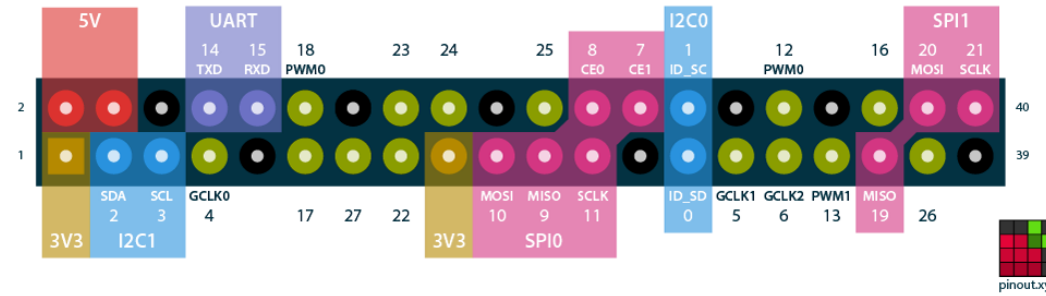 5V UART I2C0 SPI1
14 15 18 23 24 25 8 7 1 12 16 20 21
TXD RXD PWM0 CE0 CE1 ID_SC PWM0 MOSI SCLK
2 40
1 39
SDA SCL GCLK0 MOSI MISO SCLK ID_SD GCLK1 GCLK2 PWM1 MISO
2 3 4 17 27 22 10 9 11 0 5 6 13 19 26
3V3 I2C1 3V3 SPI0
pinout.xy